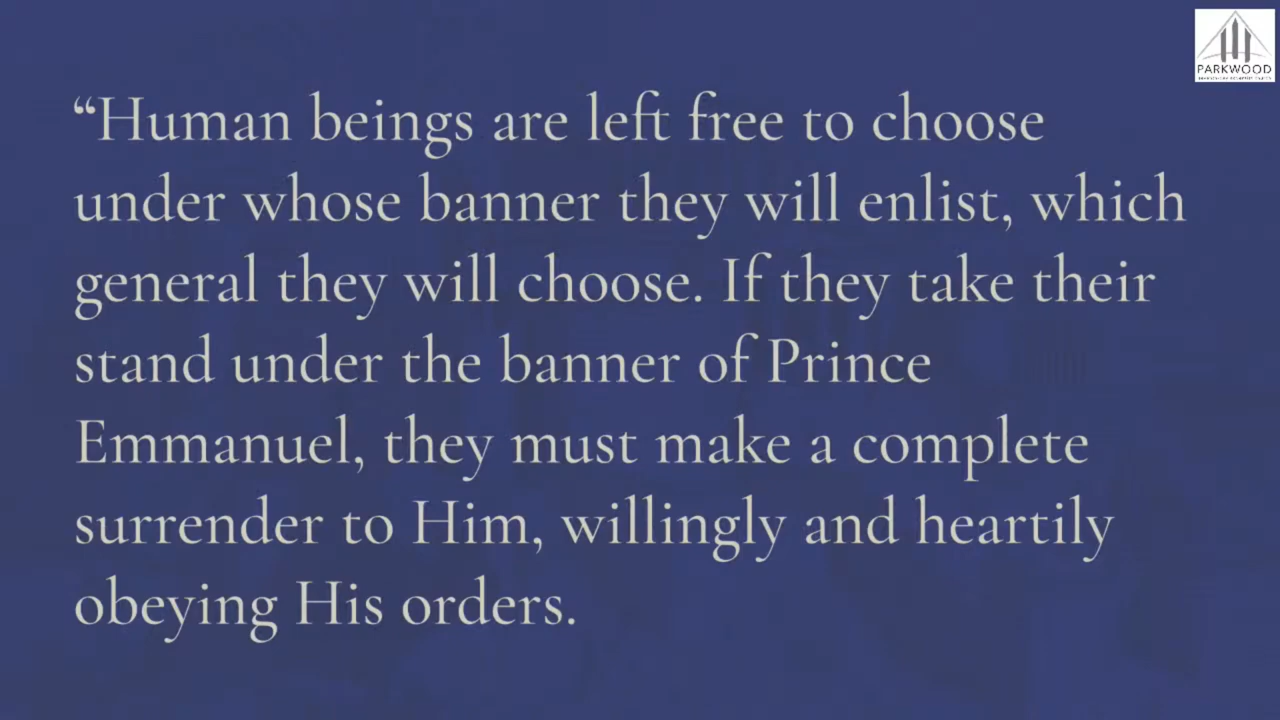 PARKWOOD
“Human beings are left free to choose
under whose banner they will enlist, which
general they will choose. If they take their
stand under the banner of Prince
Emmanuel, they must make a complete
surrender to Him, willingly and heartily
obeying His orders.